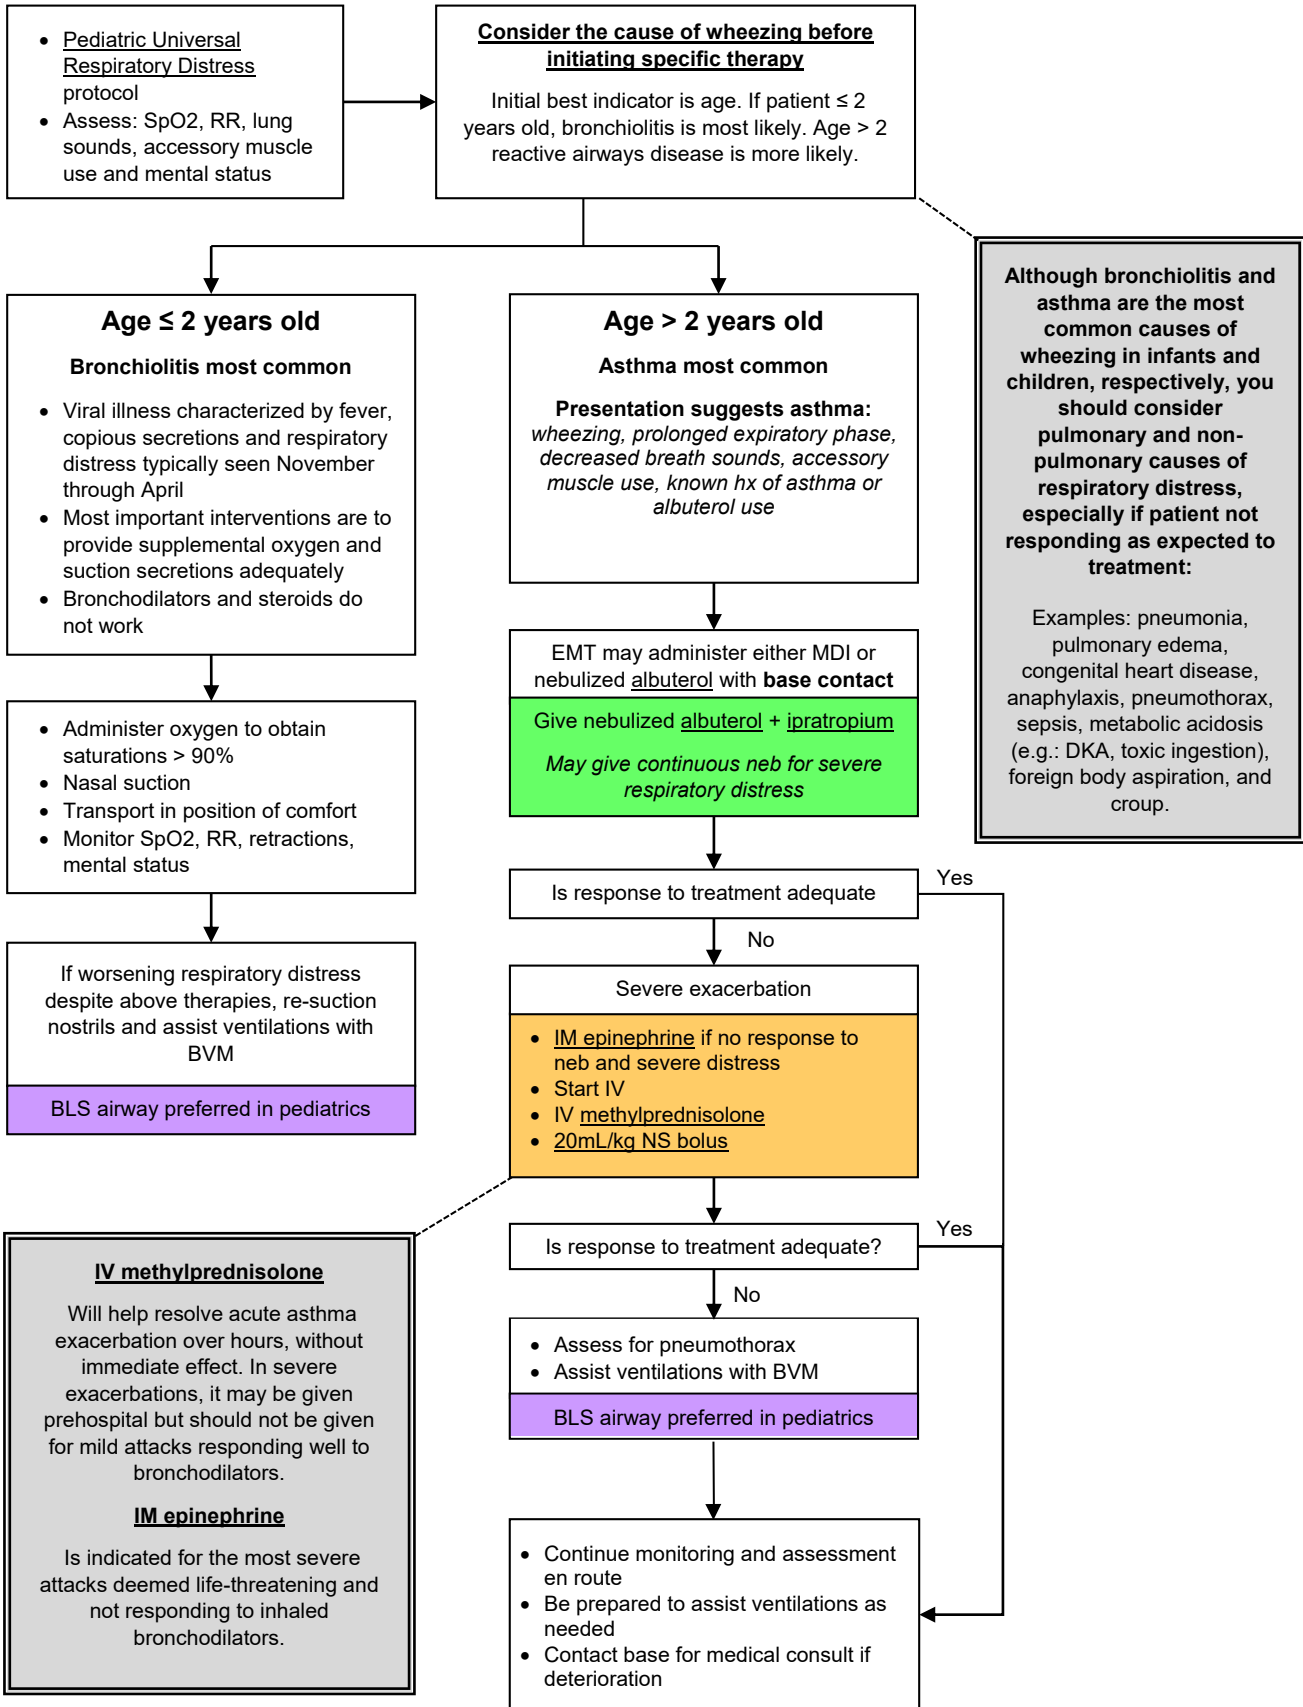 • Pediatric Universal
Respiratory Distress
protocol
• Assess: SpO2, RR, lung
sounds, accessory muscle
use and mental status
Consider the cause of wheezing before
initiating specific therapy
Initial best indicator is age. If patient ≤ 2
years old, bronchiolitis is most likely. Age > 2
reactive airways disease is more likely.
Although bronchiolitis and
asthma are the most
common causes of
wheezing in infants and
children, respectively, you
should consider
pulmonary and non-
pulmonary causes of
respiratory distress,
especially if patient not
responding as expected to
treatment:
Examples: pneumonia,
pulmonary edema,
congenital heart disease,
anaphylaxis, pneumothorax,
sepsis, metabolic acidosis
(e.g.: DKA, toxic ingestion),
foreign body aspiration, and
croup.
Age ≤ 2 years old
Bronchiolitis most common
• Viral illness characterized by fever,
copious secretions and respiratory
distress typically seen November
through April
• Most important interventions are to
provide supplemental oxygen and
suction secretions adequately
• Bronchodilators and steroids do
not work
• Administer oxygen to obtain
saturations > 90%
• Nasal suction
• Transport in position of comfort
• Monitor SpO2, RR, retractions,
mental status
If worsening respiratory distress
despite above therapies, re-suction
nostrils and assist ventilations with
BVM
BLS airway preferred in pediatrics
Age > 2 years old
Asthma most common
Presentation suggests asthma:
wheezing, prolonged expiratory phase,
decreased breath sounds, accessory
muscle use, known hx of asthma or
albuterol use
EMT may administer either MDI or
nebulized albuterol with base contact
Give nebulized albuterol + ipratropium
May give continuous neb for severe
respiratory distress
Is response to treatment adequate
Yes
No
Severe exacerbation
• IM epinephrine if no response to
neb and severe distress
• Start IV
• IV methylprednisolone
• 20mL/kg NS bolus
Is response to treatment adequate?
Yes
No
• Assess for pneumothorax
• Assist ventilations with BVM
BLS airway preferred in pediatrics
• Continue monitoring and assessment
en route
• Be prepared to assist ventilations as
needed
• Contact base for medical consult if
deterioration
IV methylprednisolone
Will help resolve acute asthma
exacerbation over hours, without
immediate effect. In severe
exacerbations, it may be given
prehospital but should not be given
for mild attacks responding well to
bronchodilators.
IM epinephrine
Is indicated for the most severe
attacks deemed life-threatening and
not responding to inhaled
bronchodilators.